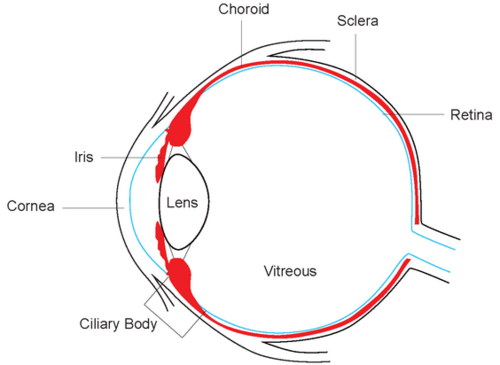 Choroid
Sclera
Retina
Iris
Lens
Cornea
Vitreous
Ciliary Body